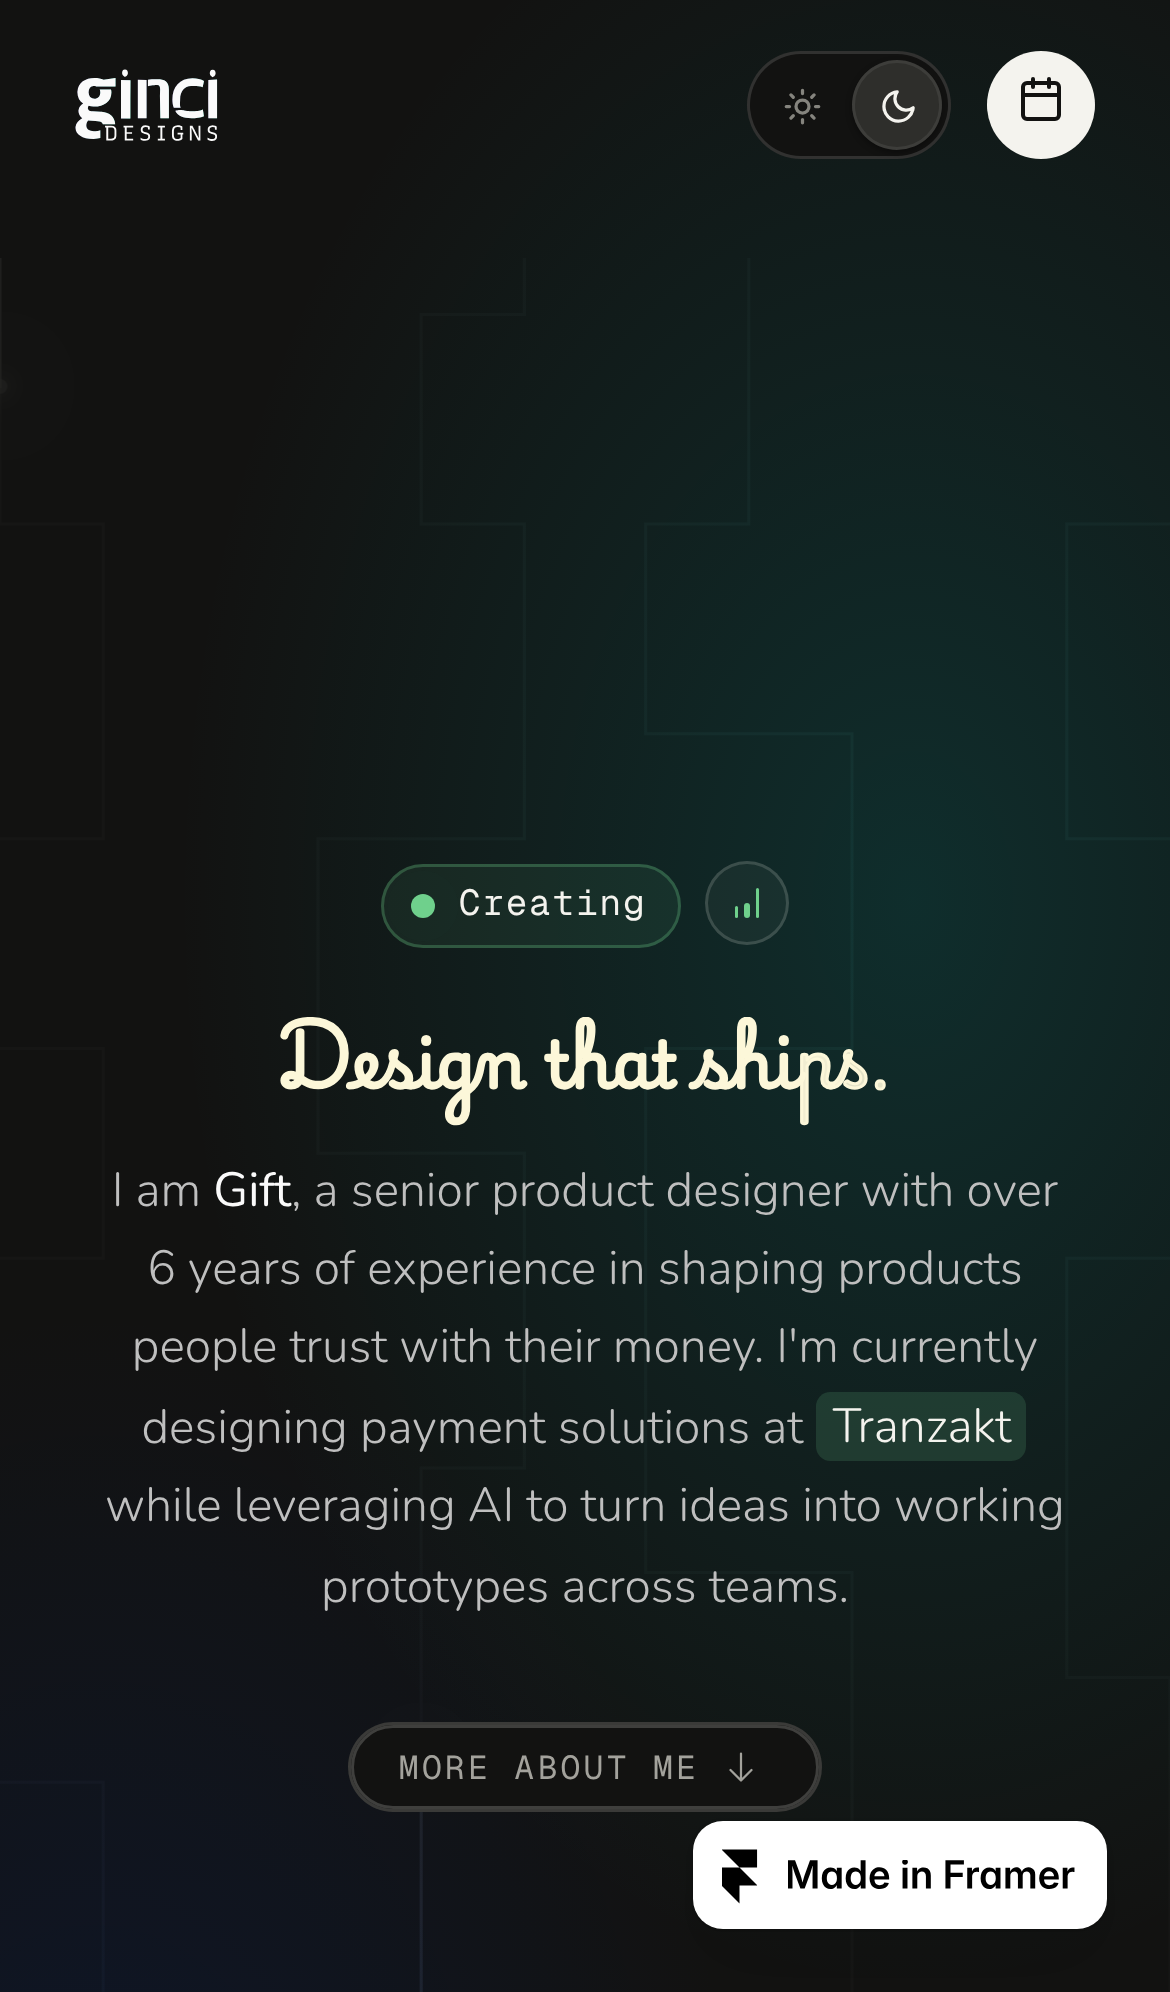 ginci
DESIGNS
Creating
Design that ships.
I am Gift, a senior product designer with over
6 years of experience in shaping products
people trust with their money. I'm currently
designing payment solutions at Tranzakt
while leveraging AI to turn ideas into working
prototypes across teams.
MORE ABOUT ME ↓
Made in Framer